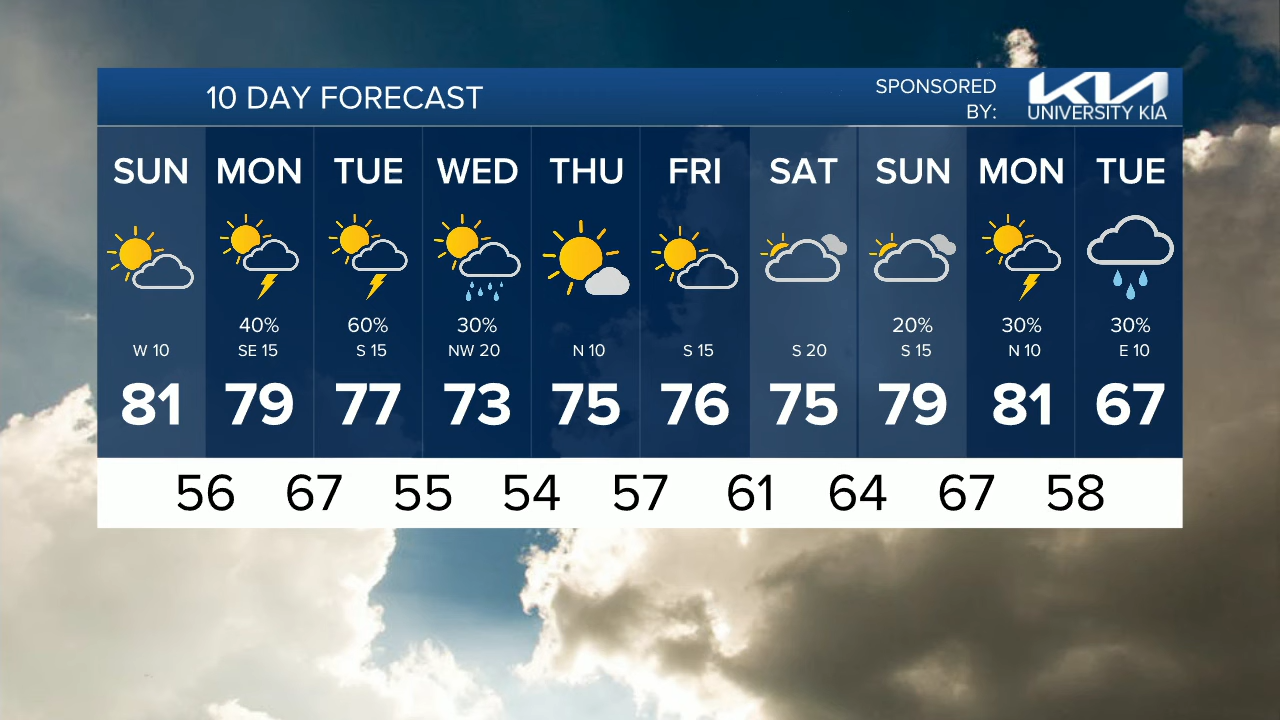 10 DAY FORECAST
SPONSORED
BY:
KIA
UNIVERSITY KIA
SUN MON TUE WED THU FRI SAT SUN MON TUE
40% 60% 30% 20% 30% 30%
W 10 SE 15 S 15 NW 20 N 10 S 15 S 20 S 15 N 10 E 10
81 79 77 73 75 76 75 79 81 67
56 67 55 54 57 61 64 67 58